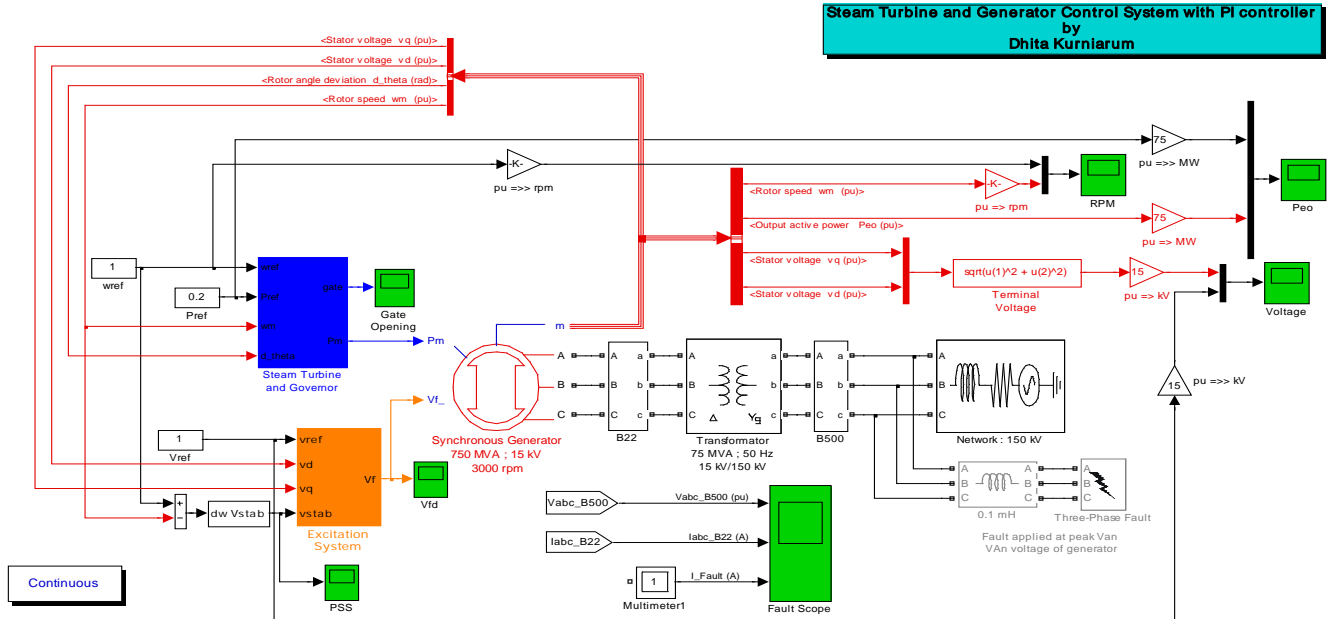 Steam Turbine and Generator Control System with PI controller
by
Dhita Kurniarum
<Stator voltage vq (pu)>
<Stator voltage vd (pu)>
<Rotor angle deviation d_theta (rad)>
<Rotor speed wm (pu)>
-K-
pu =>> rpm
75
pu =>> MW
<Rotor speed wm (pu)>
-K-
pu => rpm
RPM
Peo
<Output active power Peo (pu)>
75
pu => MW
<Stator voltage vq (pu)>
<Stator voltage vd (pu)>
sqrt(u(1)^2 + u(2)^2)
Terminal
Voltage
15
pu => kV
Voltage
15
pu =>> kV
1
wref
0.2
Pref
wref
Pref
wm
d_theta
gate
Pm
Steam Turbine
and Governor
Gate
Opening
Pm
Vf_
m
A
B
C
Synchronous Generator
750 MVA ; 15 kV
3000 rpm
A
B
C
a
b
c
B22
A
B
C
a
b
c
Δ
Yg
Transformator
75 MVA ; 50 Hz
15 kV/150 kV
A
B
C
a
b
c
B500
A
B
C
Network : 150 kV
A
B
C
0.1 mH
A
B
C
Three-Phase Fault
Fault applied at peak Van
VAn voltage of generator
1
Vref
vref
vd
vq
vstab
Vf
Excitation
System
Vfd
+
−
dw Vstab
PSS
Continuous
Vabc_B500
Vabc_B500 (pu)
Iabc_B22
Iabc_B22 (A)
1
Multimeter1
I_Fault (A)
Fault Scope